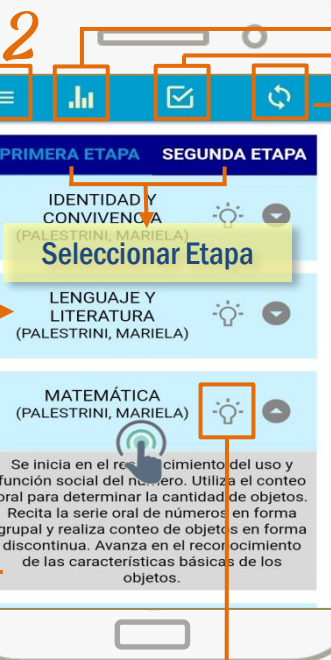 2
PRIMERA ETAPA SEGUNDA ETAPA
IDENTIDAD Y
CONVIVENCIA
(PALESTRINI, MARIELA)
Seleccionar Etapa
LENGUAJE Y
LITERATURA
(PALESTRINI, MARIELA)
MATEMÁTICA
(PALESTRINI, MARIELA)
Se inicia en el reconocimiento del uso y
función social del número. Utiliza el conteo
oral para determinar la cantidad de objetos.
Recita la serie oral de números en forma
grupal y realiza conteo de objetos en forma
discontinua. Avanza en el reconocimiento
de las características básicas de los
objetos.